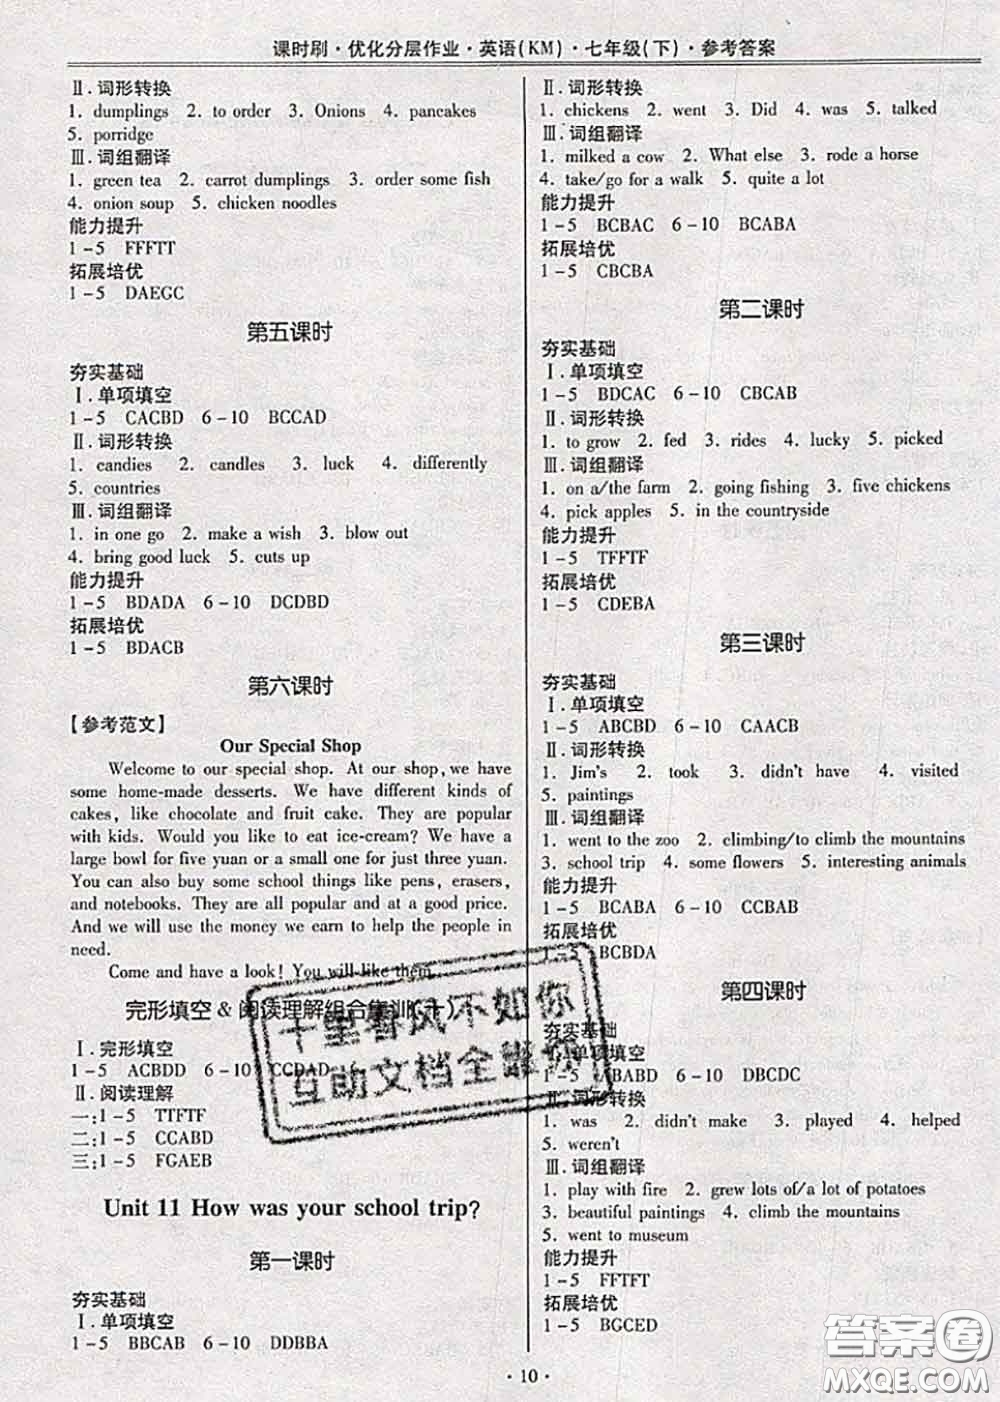 课时刷·优化分层作业·英语(KM)·七年级(下)·参考答案
Ⅱ.词形转换
1. dumplings 2. to order 3. Onions 4. pancakes
5. porridge
Ⅲ.词组翻译
1. green tea 2. carrot dumplings 3. order some fish
4. onion soup 5. chicken noodles
能力提升
1-5 FFFTT
拓展培优
1-5 DAEGC
第五课时
夯实基础
Ⅰ.单项填空
1-5 CACBD 6-10 BCCAD
Ⅱ.词形转换
1. candies 2. candles 3. luck 4. differently
5. countries
Ⅲ.词组翻译
1. in one go 2. make a wish 3. blow out
4. bring good luck 5. cuts up
能力提升
1-5 BDADA 6-10 DCDBD
拓展培优
1-5 BDACB
第六课时
【参考范文】
Our Special Shop
Welcome to our special shop. At our shop, we have
some home-made desserts. We have different kinds of
cakes, like chocolate and fruit cake. They are popular
with kids. Would you like to eat ice-cream? We have a
large bowl for five yuan or a small one for just three yuan.
You can also buy some school things like pens, erasers,
and notebooks. They are all popular and at a good price.
And we will use the money we earn to help the people in
need.
Come and have a look! You will like them.
完形填空&阅读理解组合集训(十)
Ⅰ.完形填空
1-5 ACBDD 6-10 CCDAD
Ⅱ.阅读理解
一:1-5 TTFTF
二:1-5 CCABD
三:1-5 FGAEB
Unit 11 How was your school trip?
第一课时
夯实基础
Ⅰ.单项填空
1-5 BBCAB 6-10 DDBBA
Ⅱ.词形转换
1. chickens 2. went 3. Did 4. was 5. talked
Ⅲ.词组翻译
1. milked a cow 2. What else 3. rode a horse
4. take/go for a walk 5. quite a lot
能力提升
1-5 BCBAC 6-10 BCABA
拓展培优
1-5 CBCBA
第二课时
夯实基础
Ⅰ.单项填空
1-5 BDCAC 6-10 CBCAB
Ⅱ.词形转换
1. to grow 2. fed 3. rides 4. lucky 5. picked
Ⅲ.词组翻译
1. on a/the farm 2. going fishing 3. five chickens
4. pick apples 5. in the countryside
能力提升
1-5 TFFTF
拓展培优
1-5 CDEBA
第三课时
夯实基础
Ⅰ.单项填空
1-5 ABCBD 6-10 CAACB
Ⅱ.词形转换
1. Jim's 2. took 3. didn't have 4. visited
5. paintings
Ⅲ.词组翻译
1. went to the zoo 2. climbing/to climb the mountains
3. school trip 4. some flowers 5. interesting animals
能力提升
1-5 BCABA 6-10 CCBAB
拓展培优
1-5 BCBDA
第四课时
夯实基础
Ⅰ.单项填空
BABD 6-10 DBCDC
Ⅱ.词形转换
1. was 2. didn't make 3. played 4. helped
5. weren't
Ⅲ.词组翻译
1. play with fire 2. grew lots of/a lot of potatoes
3. beautiful paintings 4. climb the mountains
5. went to museum
能力提升
1-5 FFTFT
拓展培优
1-5 BGCED
十里春风不如你
互助文档全能你
答案圈
MXQE.COM
·10·